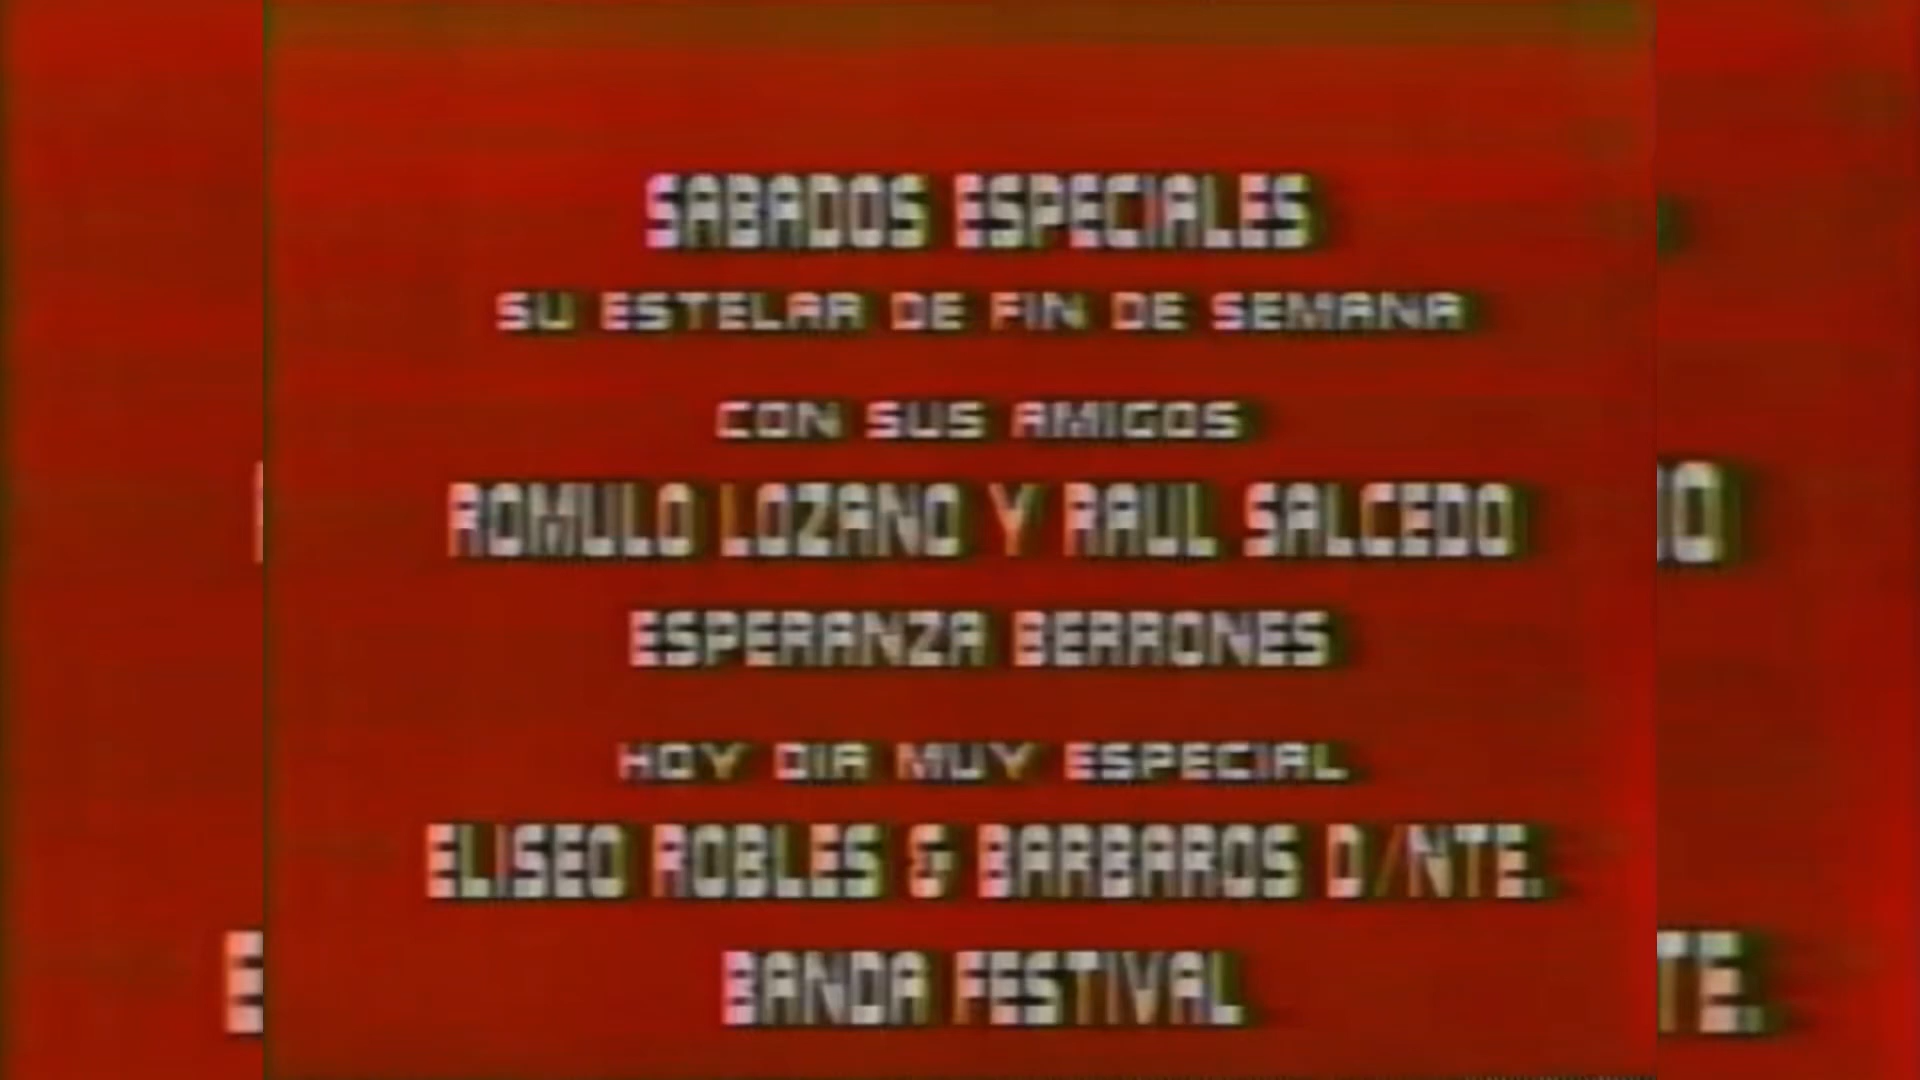 SABADOS ESPECIALES
SU ESTELAR DE FIN DE SEMANA
CON SUS AMIGOS
ROMULO LOZANO Y RAUL SALCEDO
ESPERANZA BERRONES
HOY DIA MUY ESPECIAL
ELISEO ROBLES & BARBAROS D/NTE.
BANDA FESTIVAL